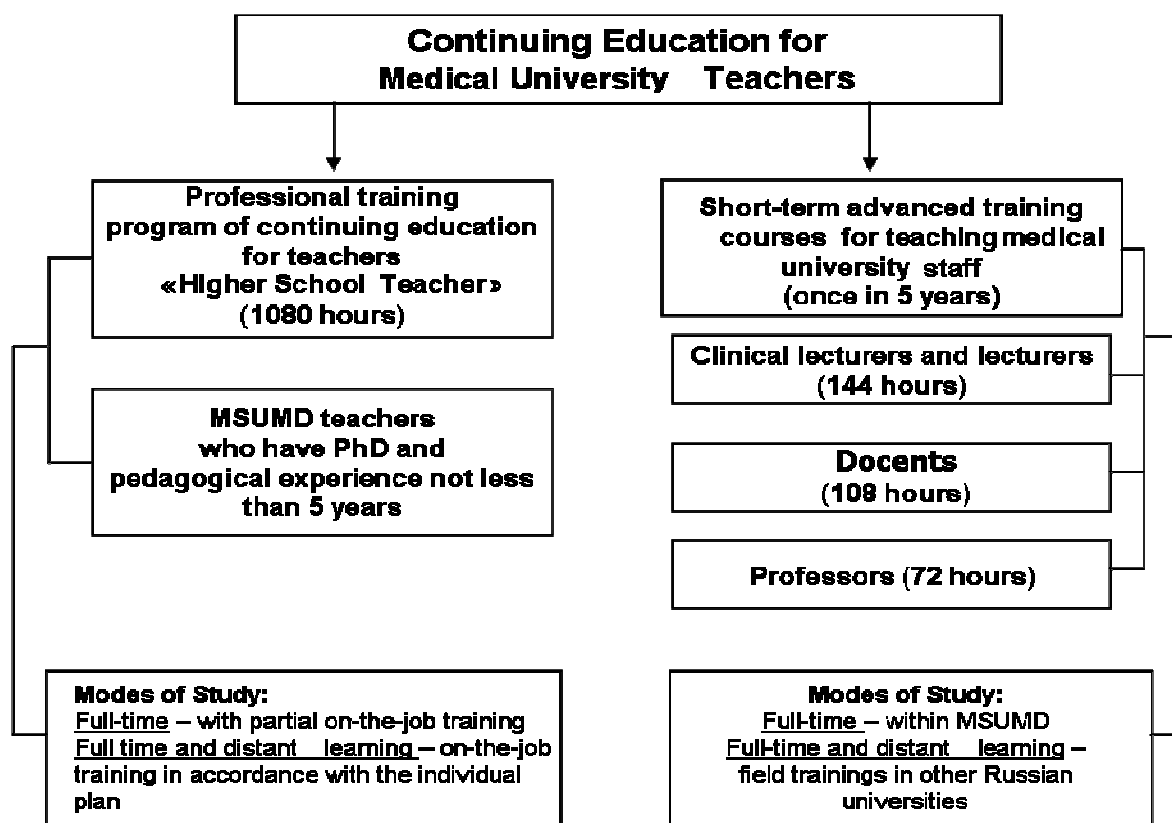 Continuing Education for
Medical University Teachers
Professional training
program of continuing education
for teachers
«Higher School Teacher»
(1080 hours)
MSUMD teachers
who have PhD and
pedagogical experience not less
than 5 years
Modes of Study:
Full-time – with partial on-the-job training
Full time and distant learning – on-the-job
training in accordance with the individual
plan
Short-term advanced training
courses for teaching medical
university staff
(once in 5 years)
Clinical lecturers and lecturers
(144 hours)
Docents
(108 hours)
Professors (72 hours)
Modes of Study:
Full-time – within MSUMD
Full-time and distant learning –
field trainings in other Russian
universities